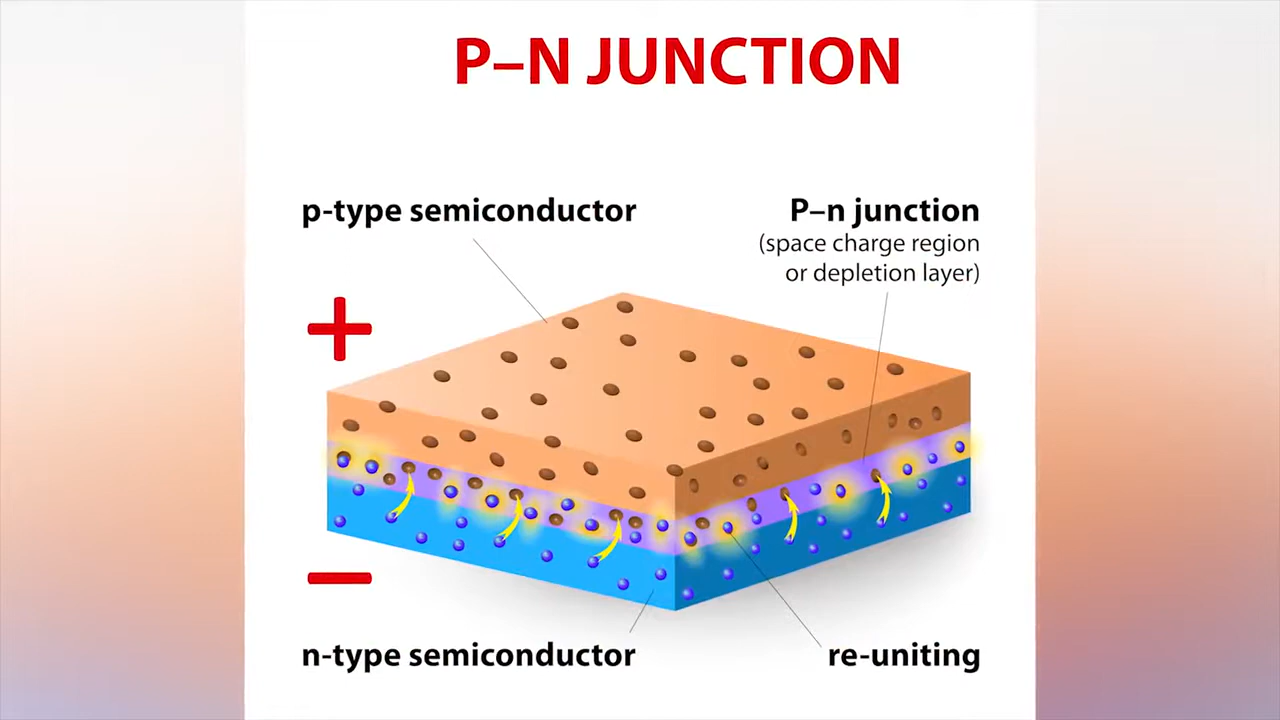 P–N JUNCTION
p-type semiconductor
P–n junction
(space charge region
or depletion layer)
+
–
n-type semiconductor
re-uniting